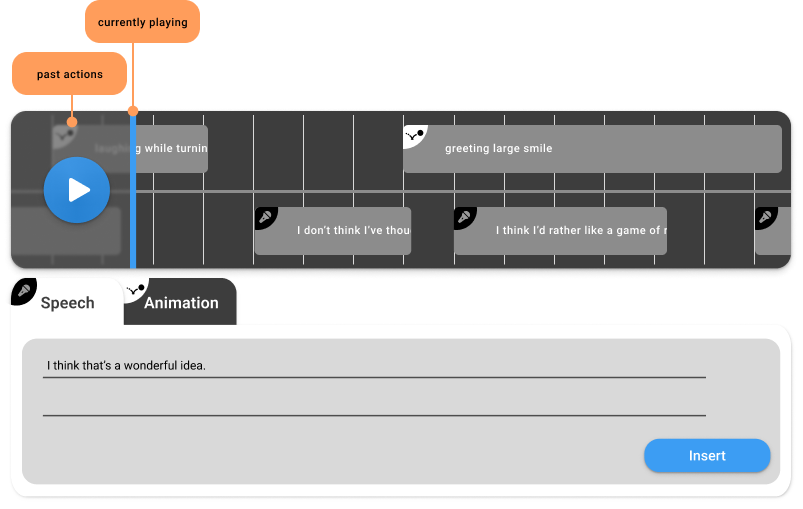 currently playing
past actions
laughing while turnin
greeting large smile
I don't think I've thou
I think I'd rather like a game of
Speech
Animation
I think that's a wonderful idea.
Insert